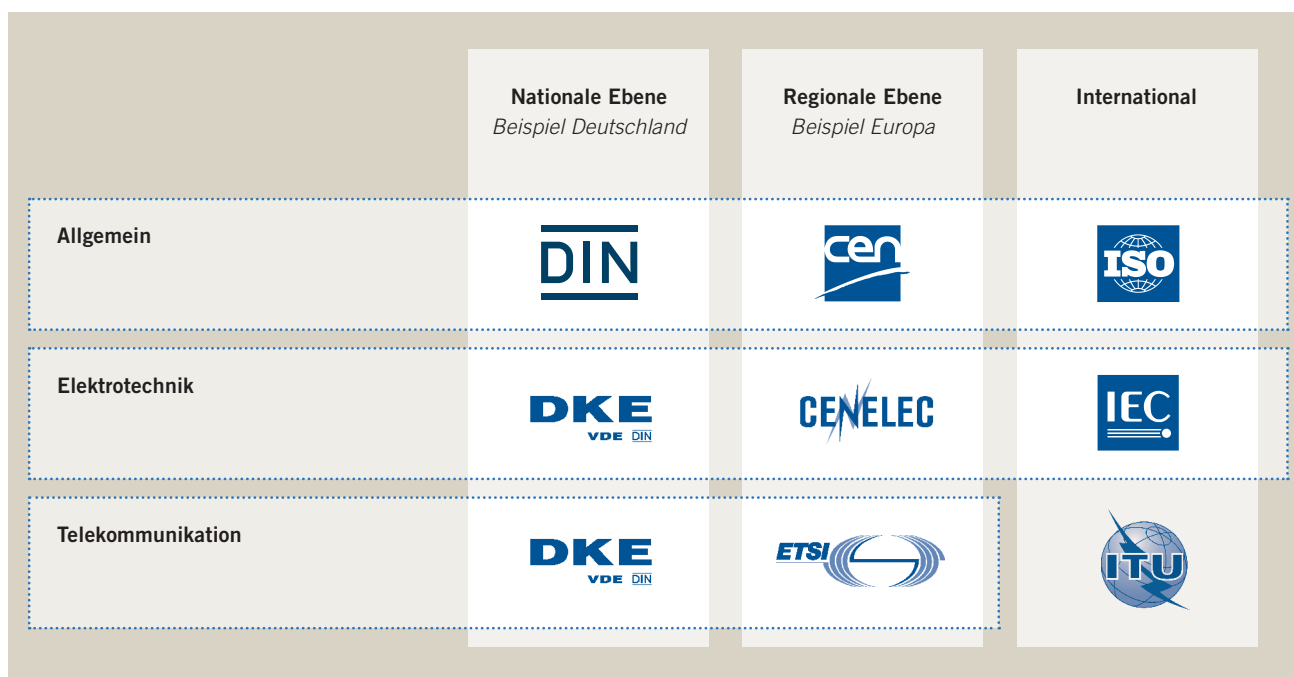 Nationale Ebene
Beispiel Deutschland
Regionale Ebene
Beispiel Europa
International
Allgemein
DIN
cen
ISO
Elektrotechnik
DKE
VDE DIN
CENELEC
IEC
Telekommunikation
DKE
VDE DIN
ETSI
ITU